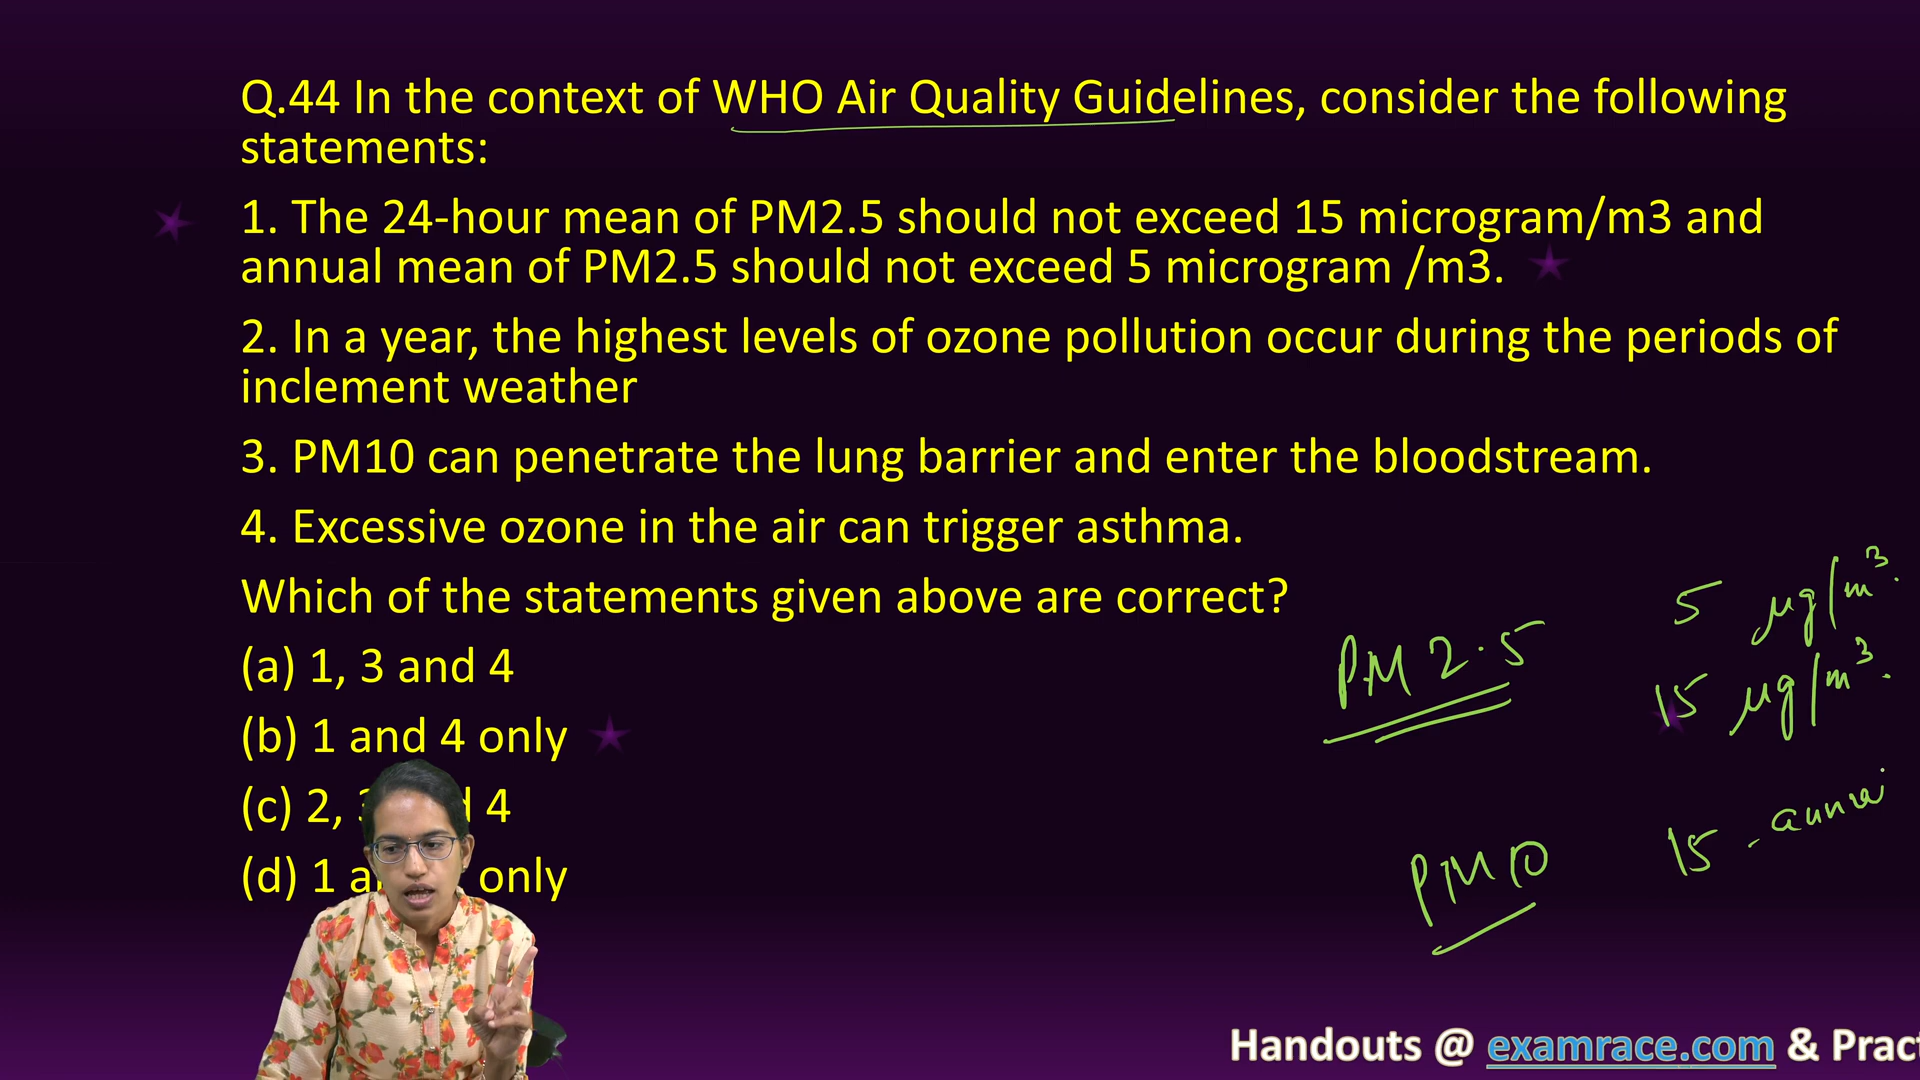 Q.44 In the context of WHO Air Quality Guidelines, consider the following
statements:
1. The 24-hour mean of PM2.5 should not exceed 15 microgram/m3 and
annual mean of PM2.5 should not exceed 5 microgram /m3.
2. In a year, the highest levels of ozone pollution occur during the periods of
inclement weather
3. PM10 can penetrate the lung barrier and enter the bloodstream.
4. Excessive ozone in the air can trigger asthma.
Which of the statements given above are correct?
(a) 1, 3 and 4
(b) 1 and 4 only
(c) 2, 4
(d) 1 only
PM 2.5
5 μg/m³.
15 μg/m³.
PM10
15 -
Handouts @ examrace.com &